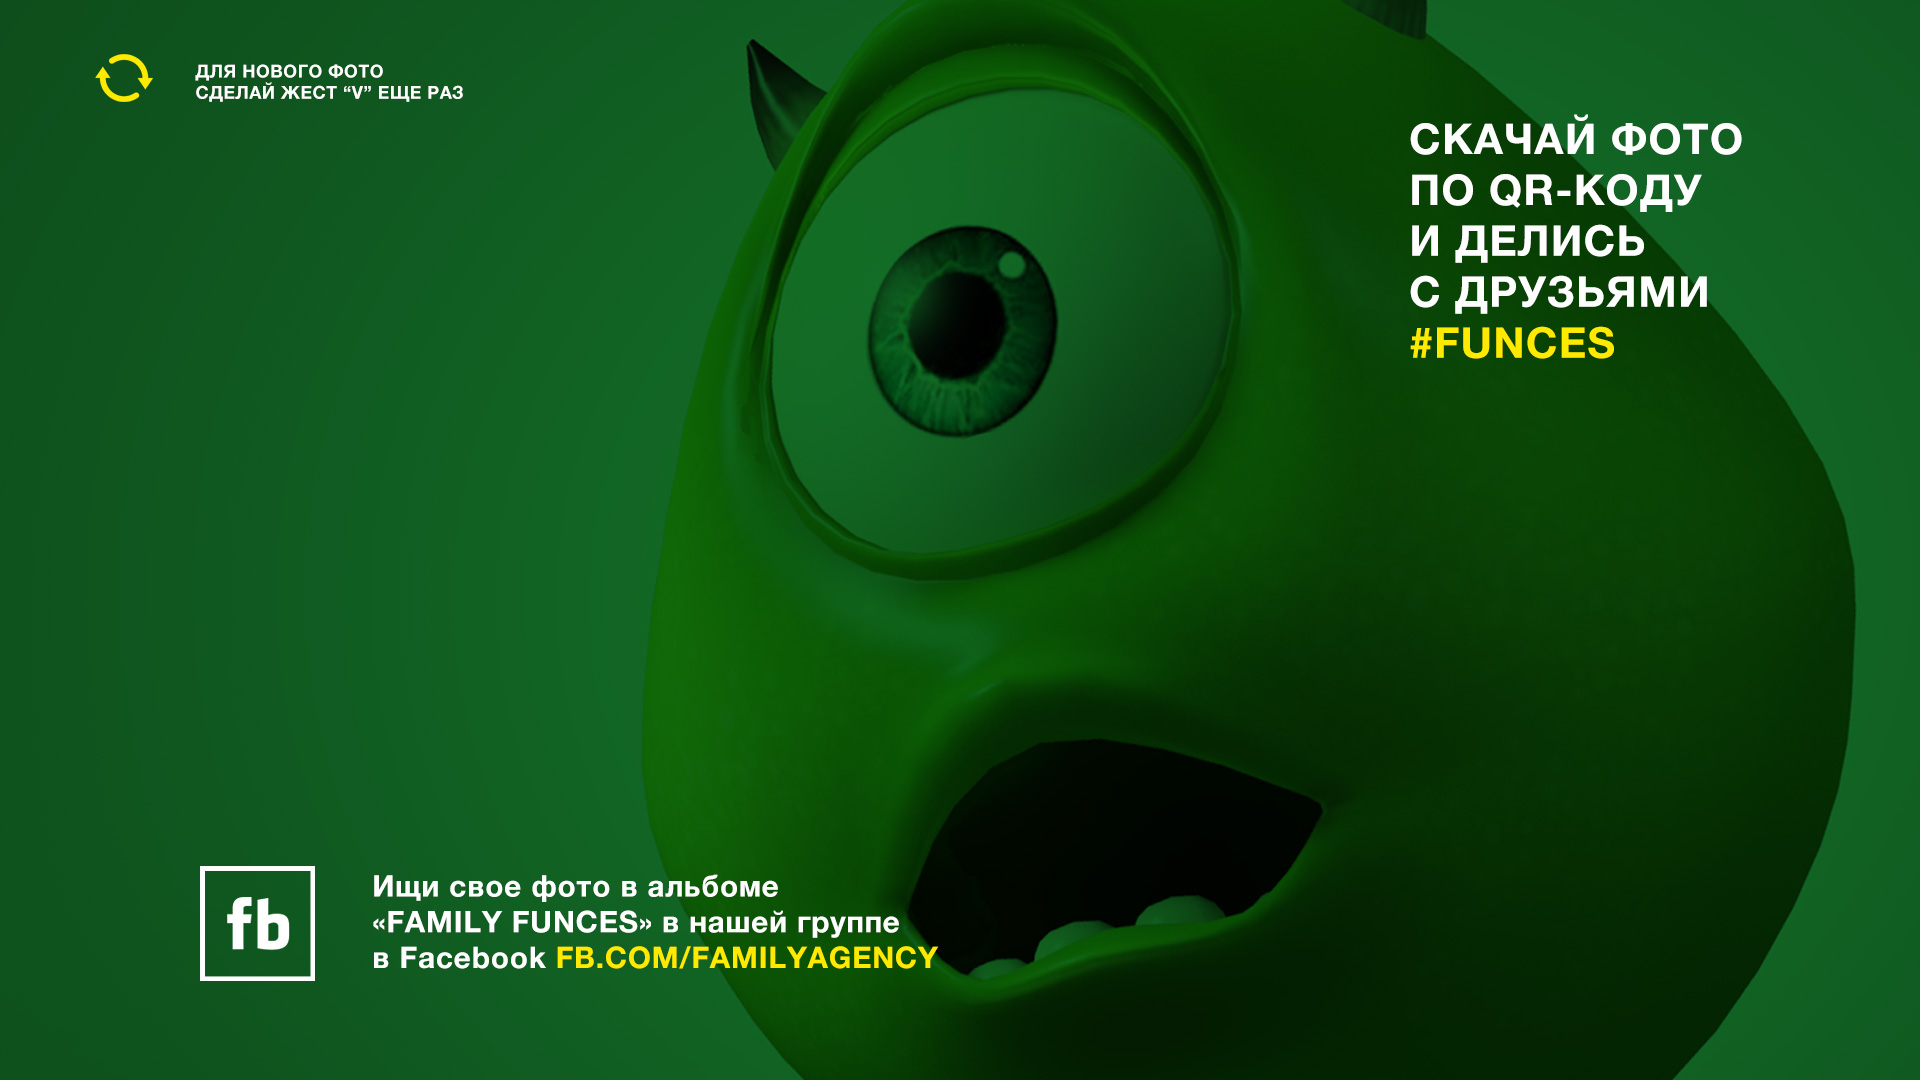 ДЛЯ НОВОГО ФОТО
СДЕЛАЙ ЖЕСТ “V” ЕЩЕ РАЗ
СКАЧАЙ ФОТО
ПО QR-КОДУ
И ДЕЛИСЬ
С ДРУЗЬЯМИ
#FUNCES
fb
Ищи свое фото в альбоме
«FAMILY FUNCES» в нашей группе
в Facebook FB.COM/FAMILYAGENCY